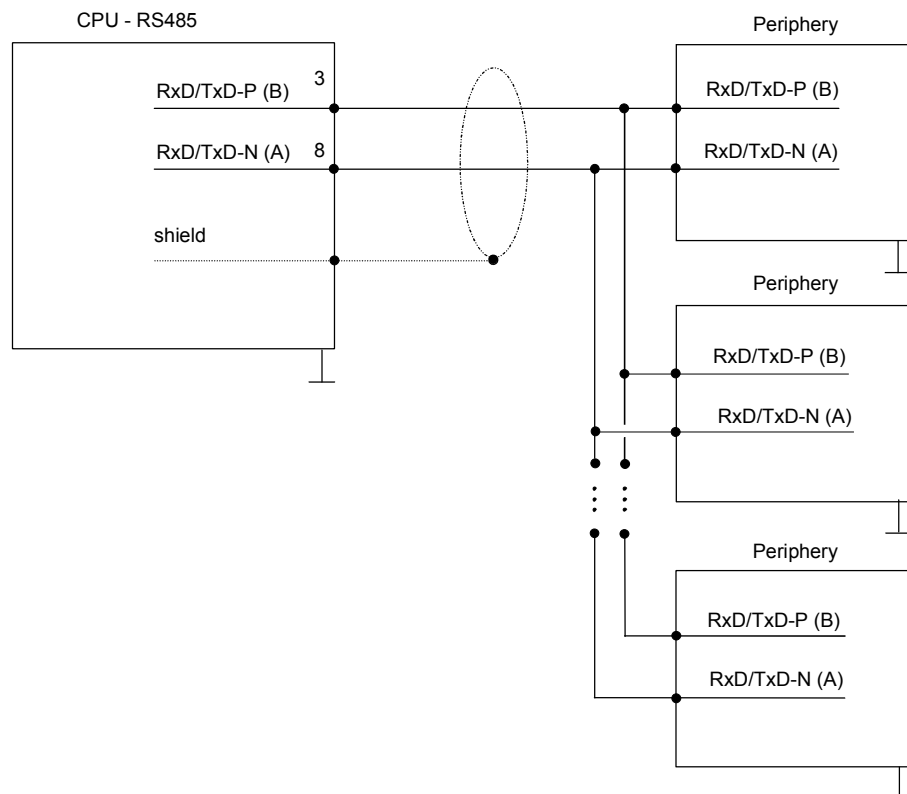 CPU - RS485
RxD/TxD-P (B)
3
RxD/TxD-N (A)
8
shield
Periphery
RxD/TxD-P (B)
RxD/TxD-N (A)
Periphery
RxD/TxD-P (B)
RxD/TxD-N (A)
Periphery
RxD/TxD-P (B)
RxD/TxD-N (A)